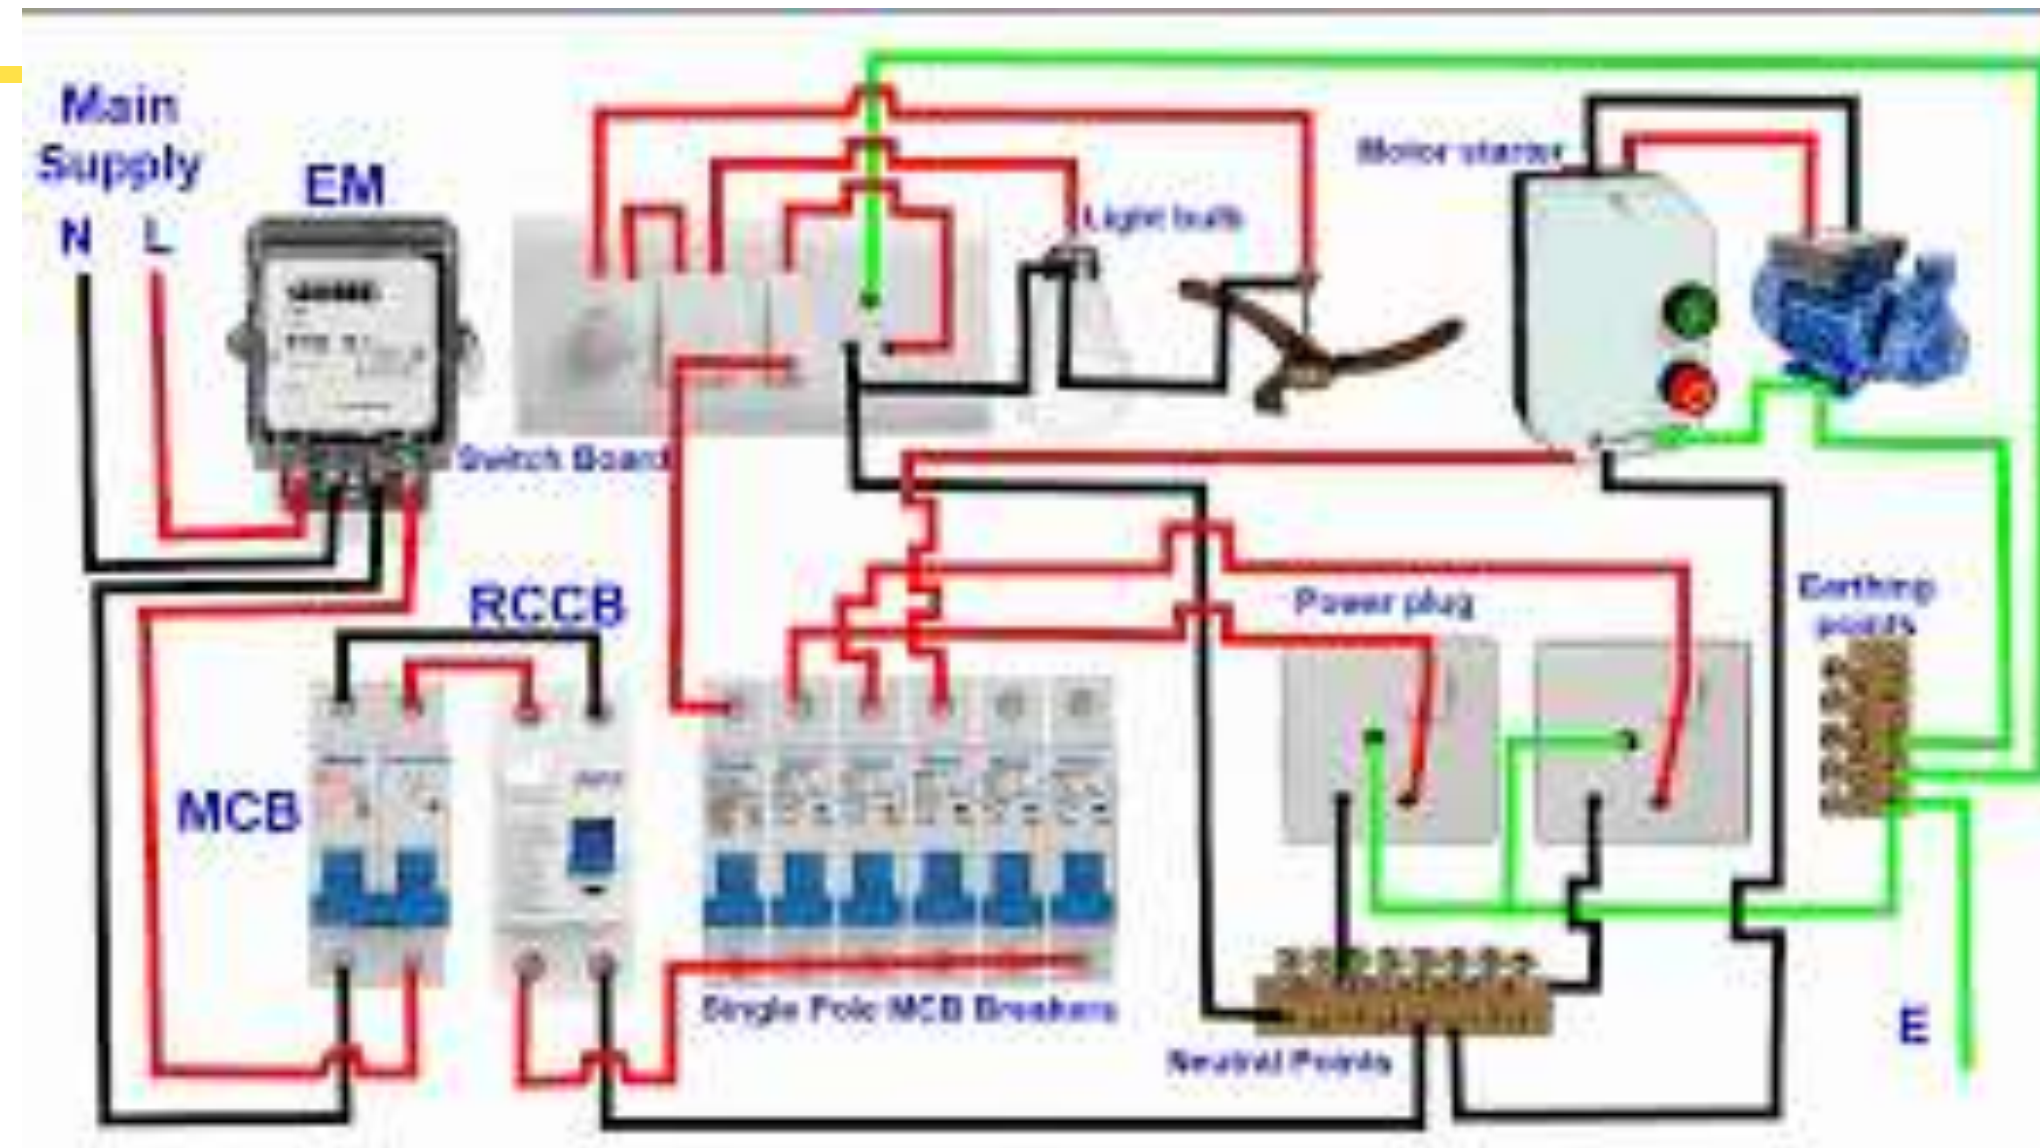 Main
Supply
N L
EM
Light bulb
Motor starter
Switch Board
RCCB
Power plug
Earthing
points
MCB
Single Pole MCB Breakers
Neutral Points
E